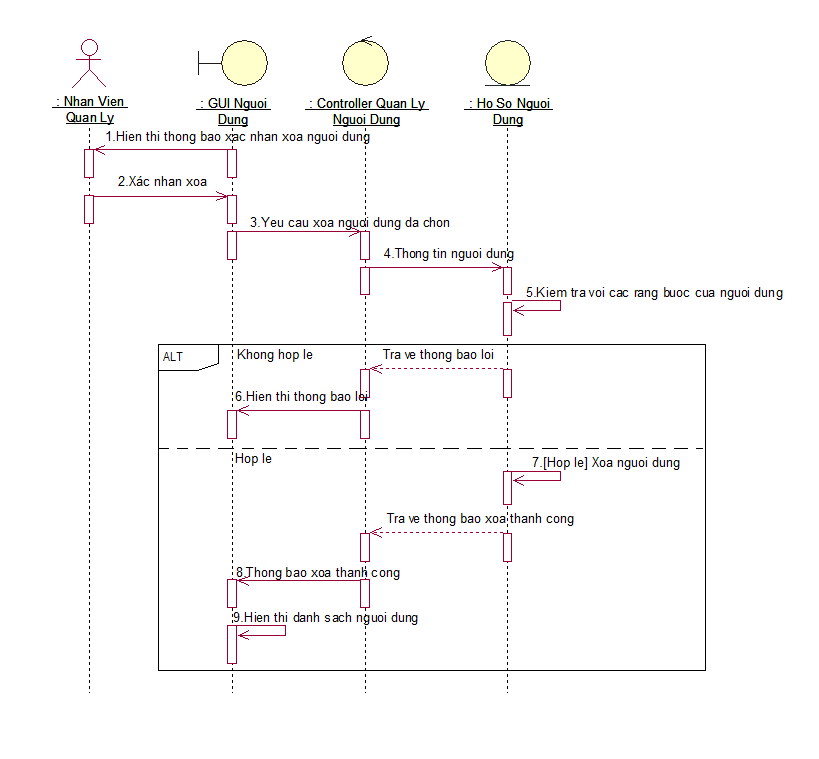 : Nhan Vien
Quan Ly
: GUI Nguoi
Dung
: Controller Quan Ly
Nguoi Dung
: Ho So Nguoi
Dung
1.Hien thi thong bao xac nhan xoa nguoi dung
2.Xác nhan xoa
3.Yeu cau xoa nguoi dung da chon
4.Thong tin nguoi dung
5.Kiem tra voi cac rang buoc cua nguoi dung
ALT
Khong hop le
Tra ve thong bao loi
6.Hien thi thong bao loi
Hop le
7.[Hop le] Xoa nguoi dung
Tra ve thong bao xoa thanh cong
8.Thong bao xoa thanh cong
9.Hien thi danh sach nguoi dung